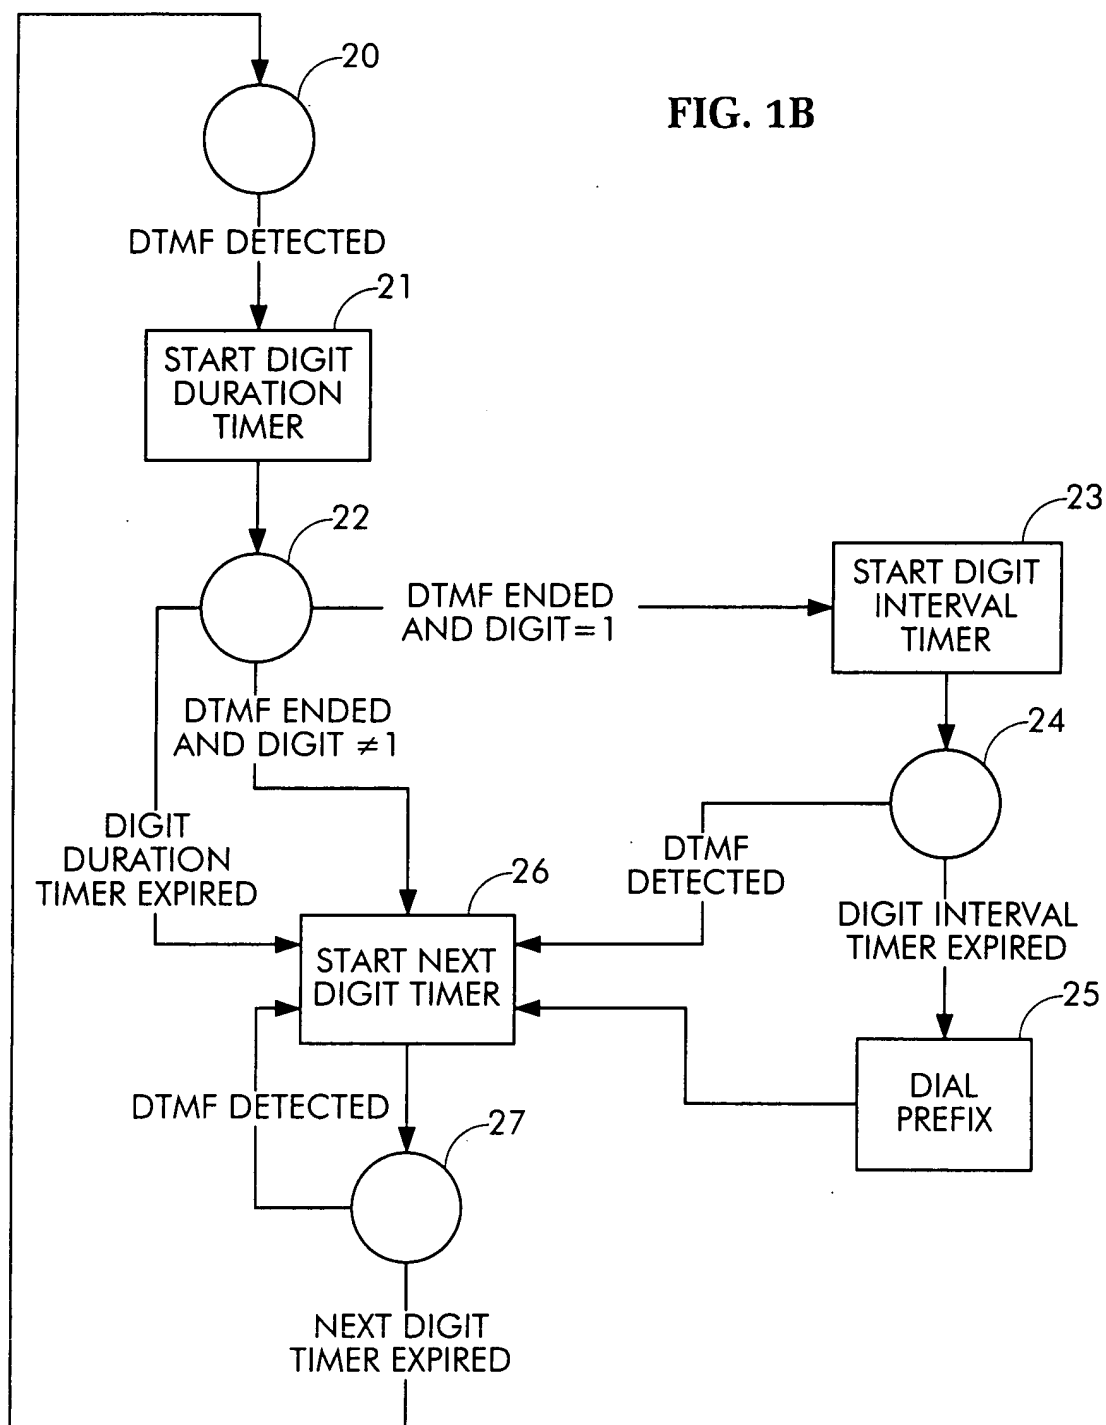 20
FIG. 1B
DTMF DETECTED
21
START DIGIT
DURATION
TIMER
22
23
DTMF ENDED
AND DIGIT=1
START DIGIT
INTERVAL
TIMER
DTMF ENDED
AND DIGIT ≠1
24
DIGIT
DURATION
TIMER EXPIRED
DTMF
DETECTED
26
DIGIT INTERVAL
TIMER EXPIRED
START NEXT
DIGIT TIMER
25
DTMF DETECTED
DIAL
PREFIX
27
NEXT DIGIT
TIMER EXPIRED